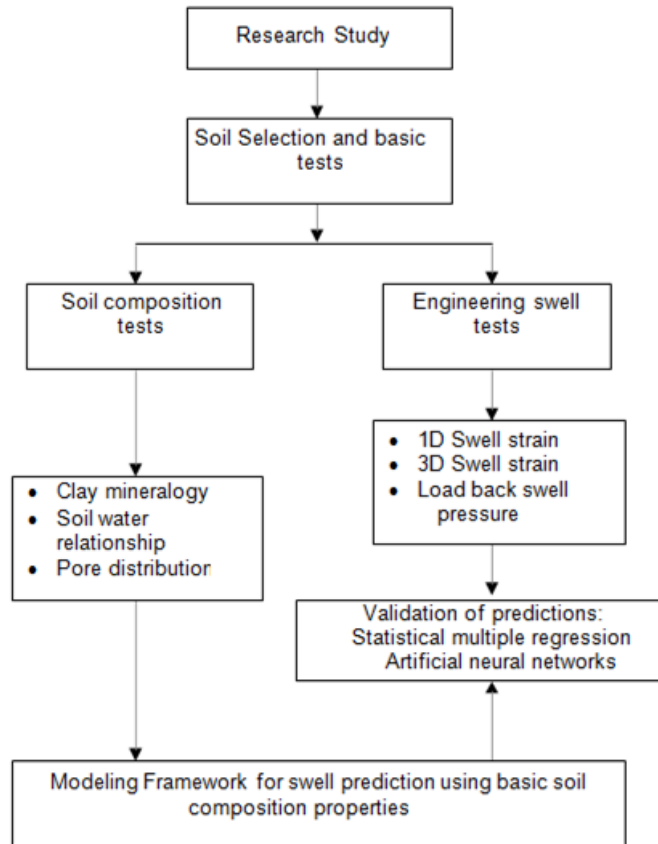 Research Study
Soil Selection and basic
tests
Soil composition
tests
Engineering swell
tests
• 1D Swell strain
• 3D Swell strain
• Load back swell
pressure
• Clay mineralogy
• Soil water
relationship
• Pore distribution
Validation of predictions:
Statistical multiple regression
Artificial neural networks
Modeling Framework for swell prediction using basic soil
composition properties